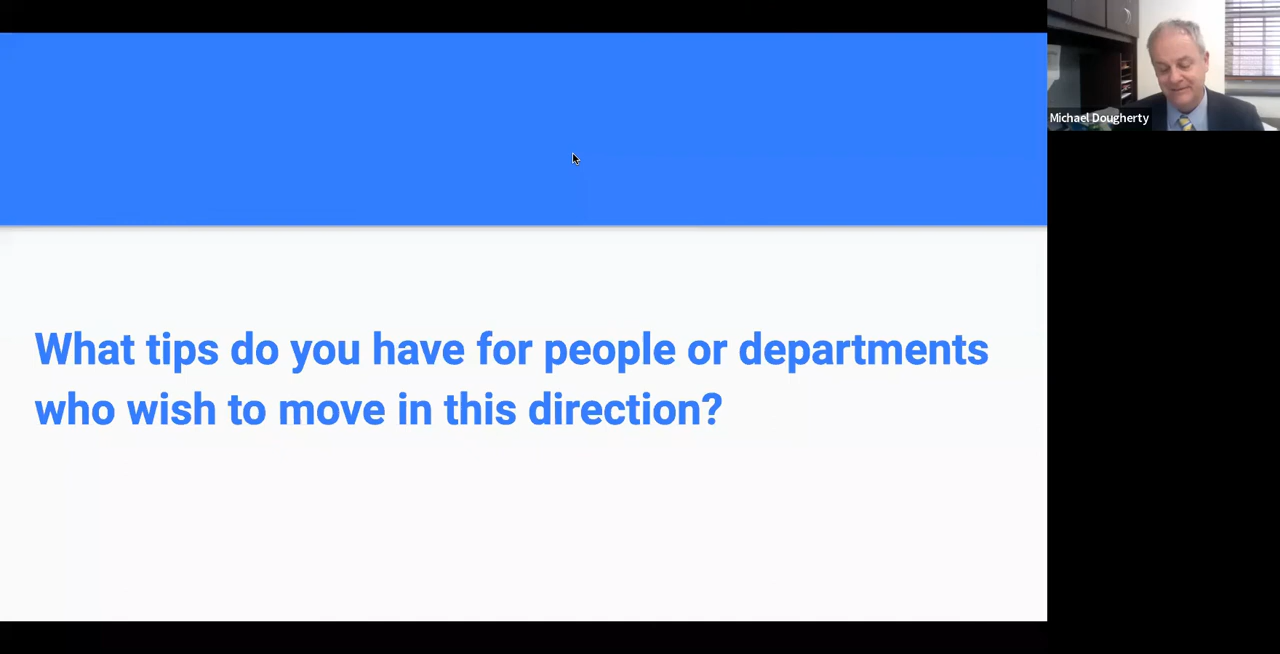 Michael Dougherty
What tips do you have for people or departments
who wish to move in this direction?